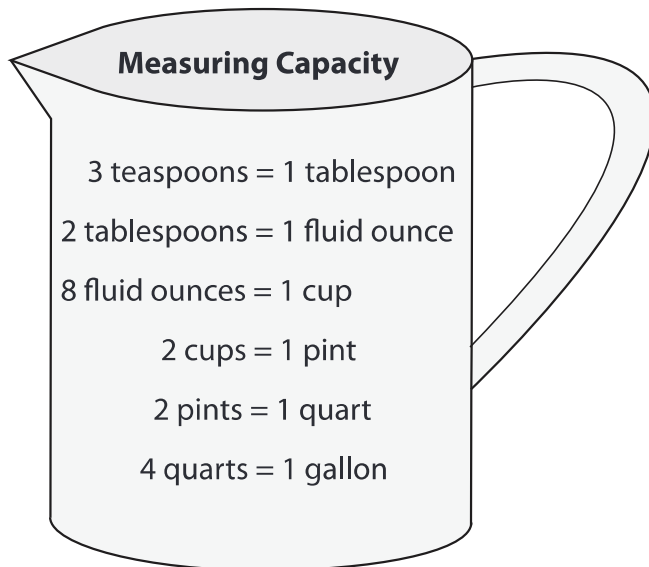 Measuring Capacity
3 teaspoons = 1 tablespoon
2 tablespoons = 1 fluid ounce
8 fluid ounces = 1 cup
2 cups = 1 pint
2 pints = 1 quart
4 quarts = 1 gallon